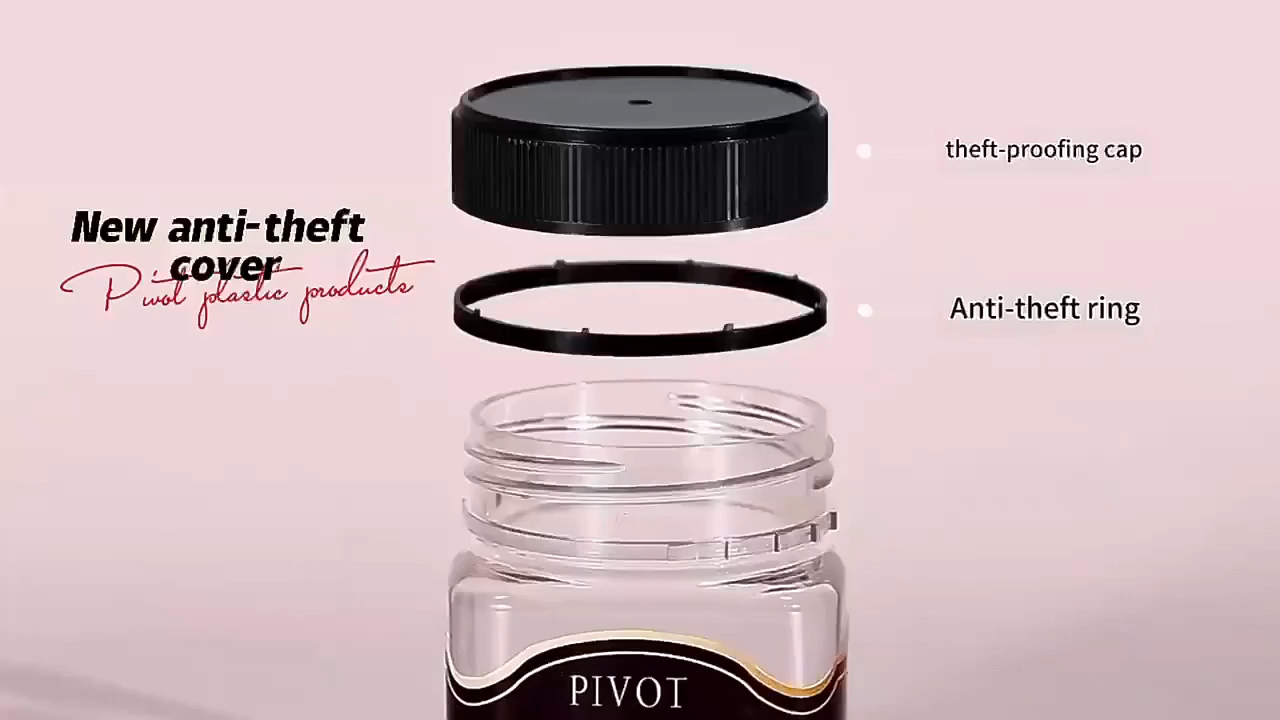 New anti-theft
cover
Pivot plastic products
theft-proofing cap
Anti-theft ring
PIVOT